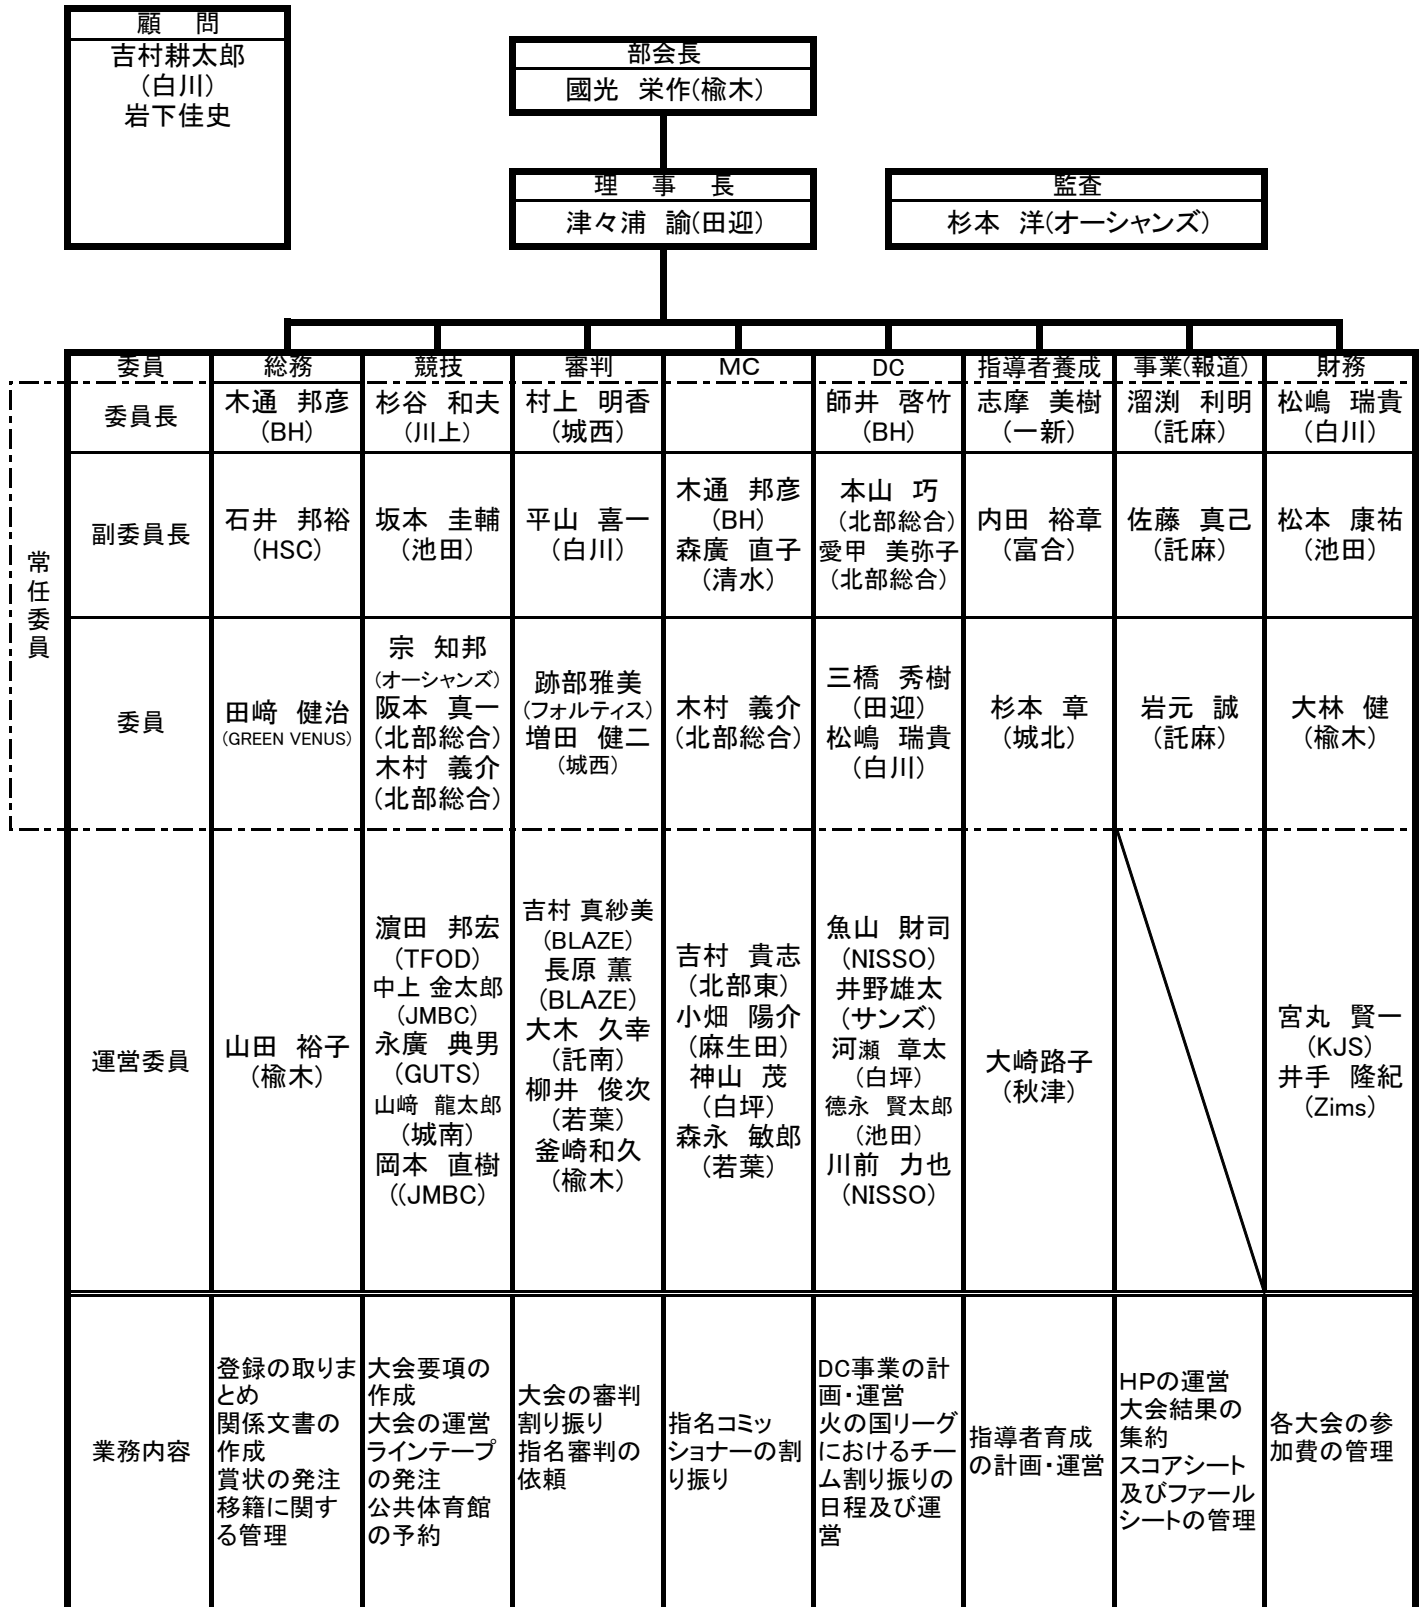 顧　問
吉村耕太郎
(白川)
岩下佳史
部会長
國光　栄作(楡木)
理　事　長
津々浦　諭(田迎)
監査
杉本　洋(オーシャンズ)
委員
総務
競技
審判
MC
DC
指導者養成
事業(報道)
財務
常任委員
委員長
木通　邦彦
(BH)
杉谷　和夫
(川上)
村上　明香
(城西)
師井　啓竹
(BH)
志摩　美樹
(一新)
溜渕　利明
(託麻)
松嶋　瑞貴
(白川)
副委員長
石井　邦裕
(HSC)
坂本　圭輔
(池田)
平山　喜一
(白川)
木通　邦彦
(BH)
森廣　直子
(清水)
本山　巧
(北部総合)
愛甲　美弥子
(北部総合)
内田　裕章
(富合)
佐藤　真己
(託麻)
松本　康祐
(池田)
委員
田﨑　健治
(GREEN VENUS)
宗　知邦
(オーシャンズ)
阪本　真一
(北部総合)
木村　義介
(北部総合)
跡部雅美
(フォルティス)
増田　健二
(城西)
木村　義介
(北部総合)
三橋　秀樹
(田迎)
松嶋　瑞貴
(白川)
杉本　章
(城北)
岩元　誠
(託麻)
大林　健
(楡木)
運営委員
山田　裕子
(楡木)
濵田　邦宏
(TFOD)
中上 金太郎
(JMBC)
永廣　典男
(GUTS)
山﨑　龍太郎
(城南)
岡本　直樹
((JMBC)
吉村 真紗美
(BLAZE)
長原 薫
(BLAZE)
大木　久幸
(託南)
柳井　俊次
(若葉)
釜崎和久
(楡木)
吉村　貴志
(北部東)
小畑　陽介
(麻生田)
神山　茂
(白坪)
森永　敏郎
(若葉)
魚山　財司
(NISSO)
井野雄太
(サンズ)
河瀬　章太
(白坪)
德永　賢太郎
(池田)
川前　力也
(NISSO)
大崎路子
(秋津)
宮丸　賢一
(KJS)
井手　隆紀
(Zims)
業務内容
登録の取りま
とめ
関係文書の
作成
賞状の発注
移籍に関す
る管理
大会要項の
作成
大会の運営
ラインテープ
の発注
公共体育館
の予約
大会の審判
割り振り
指名審判の
依頼
指名コミッ
ショナーの割
り振り
DC事業の計
画・運営
火の国リーグ
におけるチー
ム割り振りの
日程及び運
営
指導者育成
の計画・運営
HPの運営
大会結果の
集約
スコアシート
及びファール
シートの管理
各大会の参
加費の管理